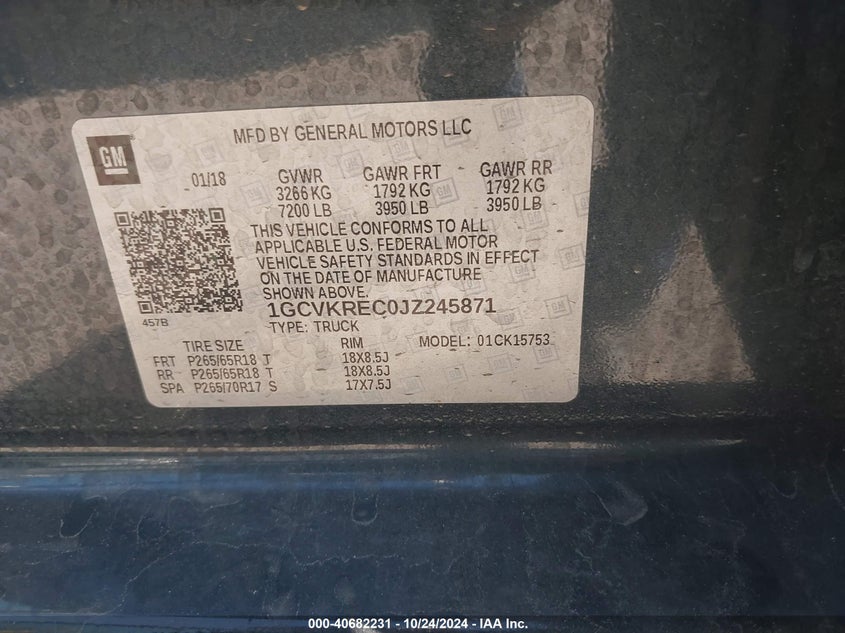 GM
MFD BY GENERAL MOTORS LLC
01/18 GVWR GAWR FRT GAWR RR
3266 KG 1792 KG 1792 KG
7200 LB 3950 LB 3950 LB
THIS VEHICLE CONFORMS TO ALL
APPLICABLE U.S. FEDERAL MOTOR
VEHICLE SAFETY STANDARDS IN EFFECT
ON THE DATE OF MANUFACTURE
SHOWN ABOVE.
1GCVKREC0JZ245871
457B
TYPE: TRUCK
TIRE SIZE RIM MODEL: 01CK15753
FRT P265/65R18 T 18X8.5J
RR P265/65R18 T 18X8.5J
SPA P265/70R17 S 17X7.5J
000-40682231 - 10/24/2024 - IAA Inc.